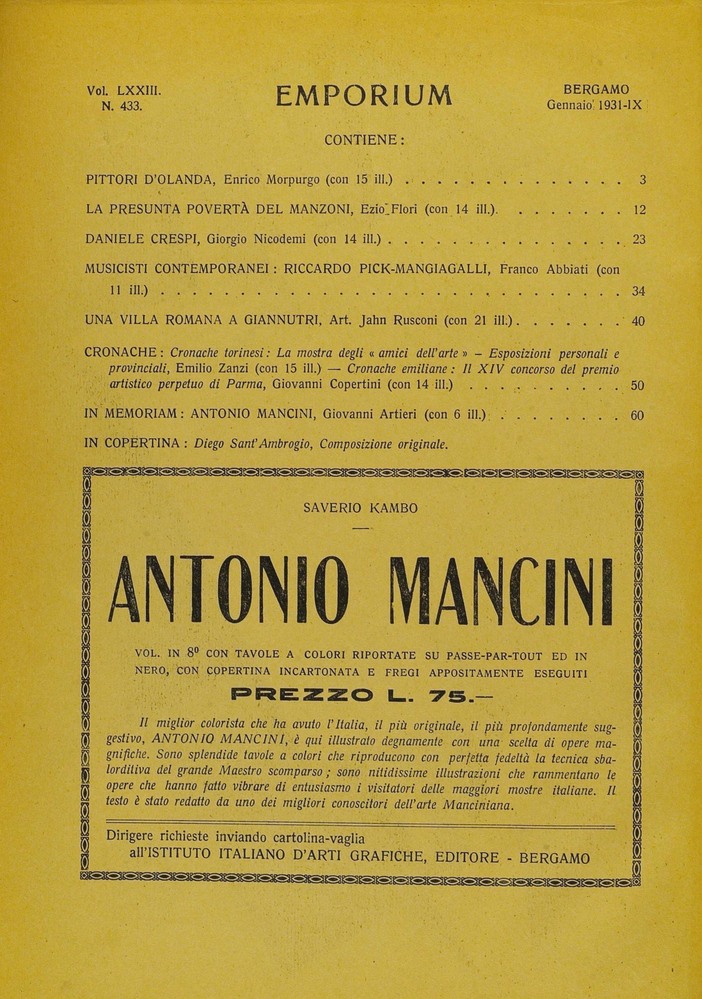 Vol. LXXIII.
N. 433.
EMPORIUM
BERGAMO
Gennaio 1931-IX
CONTIENE:
PITTORI D'OLANDA, Enrico Morpurgo (con 15 ill.) . . . . . . . . . . . . . . 3
LA PRESUNTA POVERTÀ DEL MANZONI, Ezio Flori (con 14 ill.). . . . . . . . 12
DANIELE CRESPI, Giorgio Nicodemi (con 14 ill.) . . . . . . . . . . . . . . . 23
MUSICISTI CONTEMPORANEI : RICCARDO PICK-MANGIAGALLI, Franco Abbiati (con
11 ill.) . . . . . . . . . . . . . . . . . . . . . . . . . . . . . 34
UNA VILLA ROMANA A GIANNUTRI, Art. Jahn Rusconi (con 21 ill.) . . . . . . . 40
CRONACHE : Cronache torinesi : La mostra degli « amici dell'arte » – Esposizioni personali e
provinciali, Emilio Zanzi (con 15 ill.) — Cronache emiliane : Il XIV concorso del premio
artistico perpetuo di Parma, Giovanni Copertini (con 14 ill.) . . . . . . . . . . 50
IN MEMORIAM : ANTONIO MANCINI, Giovanni Artieri (con 6 ill.) . . . . . . . . 60
IN COPERTINA : Diego Sant'Ambrogio, Composizione originale.
SAVERIO KAMBO
ANTONIO MANCINI
VOL. IN 8º CON TAVOLE A COLORI RIPORTATE SU PASSE-PAR-TOUT ED IN
NERO, CON COPERTINA INCARTONATA E FREGI APPOSITAMENTE ESEGUITI
PREZZO L. 75.—
Il miglior colorista che ha avuto l'Italia, il più originale, il più profondamente sug-
gestivo, ANTONIO MANCINI, è qui illustrato degnamente con una scelta di opere ma-
gnifiche. Sono splendide tavole a colori che riproducono con perfetta fedeltà la tecnica sba-
lorditiva del grande Maestro scomparso ; sono nitidissime illustrazioni che rammentano le
opere che hanno fatto vibrare di entusiasmo i visitatori delle maggiori mostre italiane. Il
testo è stato redatto da uno dei migliori conoscitori dell'arte Manciniana.
Dirigere richieste inviando cartolina-vaglia
all'ISTITUTO ITALIANO D'ARTI GRAFICHE, EDITORE - BERGAMO